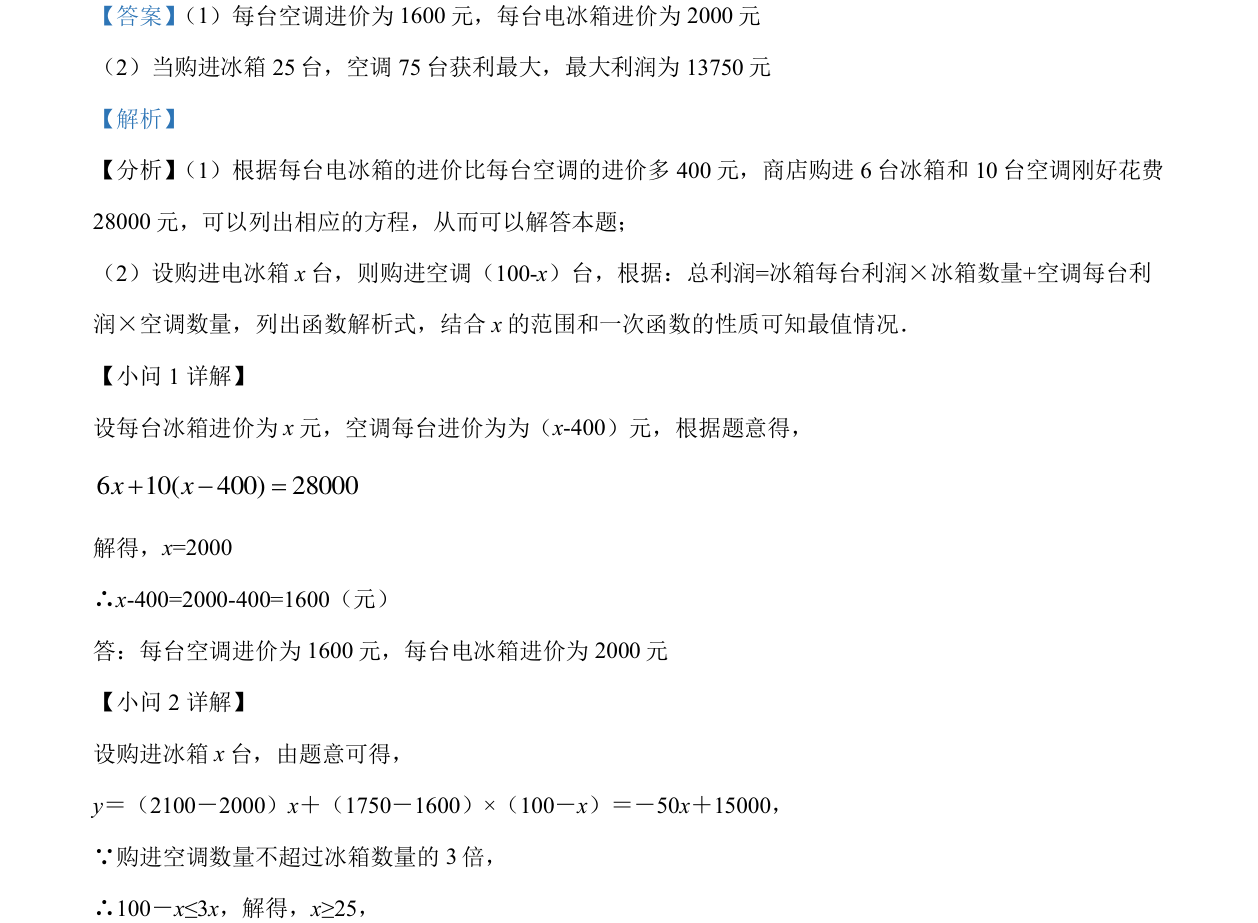 【答案】（1）每台空调进价为 1600 元，每台电冰箱进价为 2000 元
（2）当购进冰箱 25 台，空调 75 台获利最大，最大利润为 13750 元
【解析】
【分析】（1）根据每台电冰箱的进价比每台空调的进价多 400 元，商店购进 6 台冰箱和 10 台空调刚好花费
28000 元，可以列出相应的方程，从而可以解答本题；
（2）设购进电冰箱 x 台，则购进空调（100-x）台，根据：总利润=冰箱每台利润×冰箱数量+空调每台利
润×空调数量，列出函数解析式，结合 x 的范围和一次函数的性质可知最值情况．
【小问 1 详解】
设每台冰箱进价为 x 元，空调每台进价为为（x-400）元，根据题意得，
6x+10(x−400)=28000
解得，x=2000
∴x-400=2000-400=1600（元）
答：每台空调进价为 1600 元，每台电冰箱进价为 2000 元
【小问 2 详解】
设购进冰箱 x 台，由题意可得，
y＝（2100－2000）x＋（1750－1600）×（100－x）＝－50x＋15000，
∵购进空调数量不超过冰箱数量的 3 倍，
∴100－x≤3x，解得，x≥25，